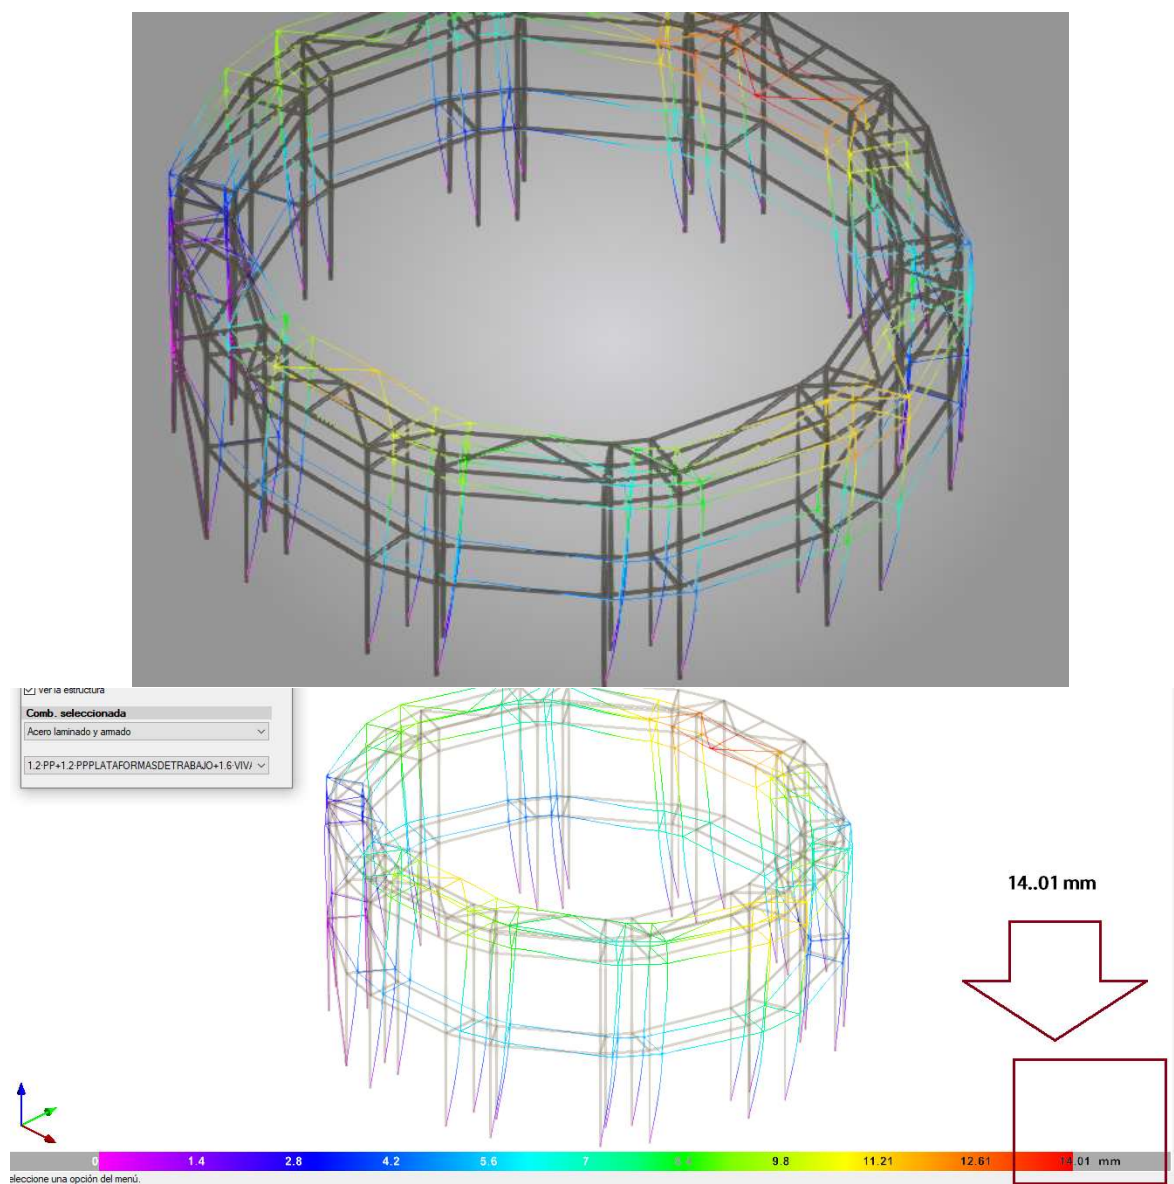 Ver la estructura
Comb. seleccionada
Acero laminado y armado
1.2·PP+1.2·PPPLATAFORMASDETRABAJO+1.6·VIV
14..01 mm
0 1.4 2.8 4.2 5.6 7 9.8 11.21 12.61 14.01 mm
eleccione una opción del menú.